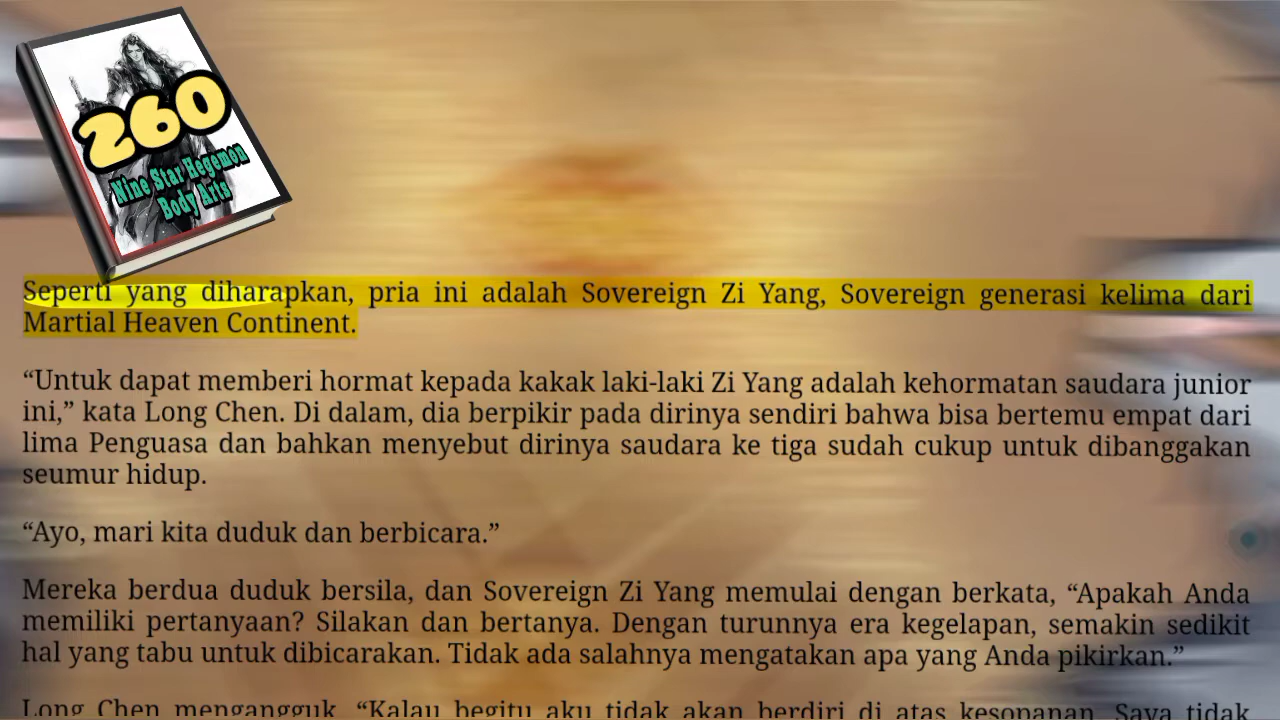 260
Nine Star Hegemon
Body Arts
Seperti yang diharapkan, pria ini adalah Sovereign Zi Yang, Sovereign generasi kelima dari
Martial Heaven Continent.
“Untuk dapat memberi hormat kepada kakak laki-laki Zi Yang adalah kehormatan saudara junior
ini,” kata Long Chen. Di dalam, dia berpikir pada dirinya sendiri bahwa bisa bertemu empat dari
lima Penguasa dan bahkan menyebut dirinya saudara ke tiga sudah cukup untuk dibanggakan
seumur hidup.
“Ayo, mari kita duduk dan berbicara.”
Mereka berdua duduk bersila, dan Sovereign Zi Yang memulai dengan berkata, “Apakah Anda
memiliki pertanyaan? Silakan dan bertanya. Dengan turunnya era kegelapan, semakin sedikit
hal yang tabu untuk dibicarakan. Tidak ada salahnya mengatakan apa yang Anda pikirkan.”
Long Chen mengangguk. “Kalau begitu aku tidak akan berdiri di atas kesopanan. Saya tidak